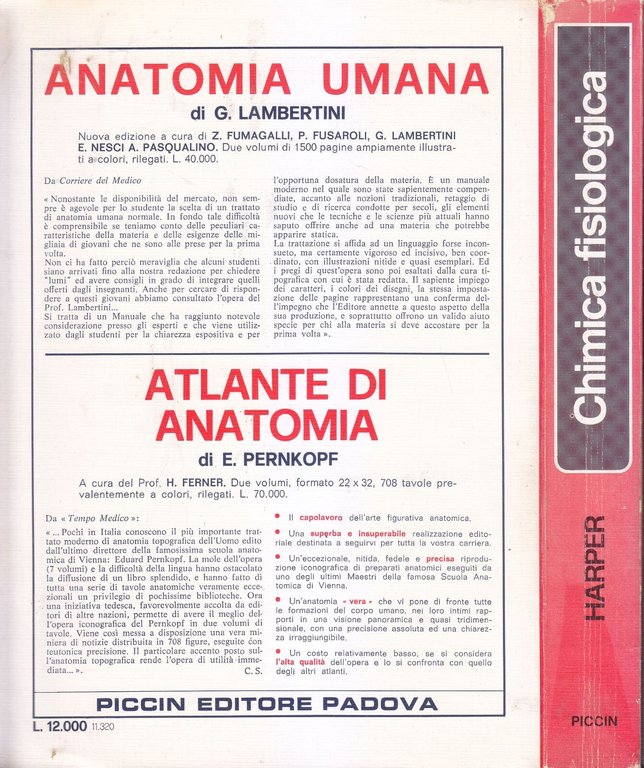 ANATOMIA UMANA
di G. LAMBERTINI
Nuova edizione a cura di Z. FUMAGALLI, P. FUSAROLI, G. LAMBERTINI
E. NESCI A. PASQUALINO. Due volumi di 1500 pagine ampiamente illustra-
ti a colori, rilegati. L. 40.000.
Da Corriere del Medico
« Nonostante le disponibilità del mercato, non sem-
pre è agevole per lo studente la scelta di un trattato
di anatomia umana normale. In fondo tale difficoltà
è comprensibile se teniamo conto delle peculiari ca-
ratteristiche della materia e delle esigenze delle mi-
gliaia di giovani che ne sono alle prese per la prima
volta.
Non ci ha fatto perciò meraviglia che alcuni studenti
siano arrivati fino alla nostra redazione per chiedere
"lumi" ed avere consigli in grado di integrare quelli
offerti dagli insegnanti. Anche per cercare di rispon-
dere a questi giovani abbiamo consultato l'opera del
Prof. Lambertini...
Si tratta di un Manuale che ha raggiunto notevole
considerazione presso gli esperti e che viene utiliz-
zato dagli studenti per la chiarezza espositiva e per
l'opportuna dosatura della materia. È un manuale
moderno nel quale sono state sapientemente compen-
diate, accanto alle nozioni tradizionali, retaggio di
studio e di ricerca condotte per secoli, gli elementi
nuovi che le tecniche e le scienze più attuali hanno
saputo offrire anche ad una materia che potrebbe
apparire statica.
La trattazione si affida ad un linguaggio forse incon-
sueto, ma certamente vigoroso ed incisivo, ben coor-
dinato, con illustrazioni nitide e quasi esemplari. Ed
i pregi di quest'opera sono poi esaltati dalla cura ti-
pografica con cui è stata redatta. Il sapiente impiego
dei caratteri, i colori dei disegni, la stessa imposta-
zione delle pagine rappresentano una conferma del-
l'impegno che l'Editore annette a questo aspetto della
sua produzione, e soprattutto offrono un valido aiuto
specie per chi alla materia si deve accostare per la
prima volta ».
ATLANTE DI
ANATOMIA
di E. PERNKOPF
A cura del Prof. H. FERNER. Due volumi, formato 22 x 32, 708 tavole pre-
valentemente a colori, rilegati. L. 70.000.
Da « Tempo Medico »:
« ... Pochi in Italia conoscono il più importante trat-
tato moderno di anatomia topografica dell'Uomo edito
dall'ultimo direttore della famosissima scuola anato-
mica di Vienna: Eduard Pernkopf. La mole dell'opera
(7 volumi) e la difficoltà della lingua hanno ostacolato
la diffusione di un libro splendido, e hanno fatto di
tutta una serie di tavole anatomiche veramente ecce-
zionali un privilegio di pochissime biblioteche. Ora
una iniziativa tedesca, favorevolmente accolta da edi-
tori di altre nazioni, permette di avere il meglio del-
l'opera iconografica del Pernkopf in due volumi di
tavole. Viene così messa a disposizione una vera mi-
niera di notizie distribuita in 708 figure, eseguite con
teutonica precisione. Il particolare accento posto sul-
l'anatomia topografica rende l'opera di utilità imme-
diata... ». C. S.
• Il capolavoro dell'arte figurativa anatomica.
• Una superba e insuperabile realizzazione edito-
riale destinata a seguirvi per tutta la vostra carriera.
• Un'eccezionale, nitida, fedele e precisa riprodu-
zione iconografica di preparati anatomici eseguiti da
uno degli ultimi Maestri della famosa Scuola Ana-
tomica di Vienna.
• Un'anatomia « vera » che vi pone di fronte tutte
le formazioni del corpo umano, nei loro intimi rap-
porti in una visione panoramica e quasi tridimen-
sionale, con una precisione assoluta ed una chiarez-
za irraggiungibile.
• Un costo relativamente basso, se si considera
l'alta qualità dell'opera e lo si confronta con quello
degli altri atlanti.
PICCIN EDITORE PADOVA
L. 12.000 11.320
Chimica fisiologica
HARPER
PICCIN